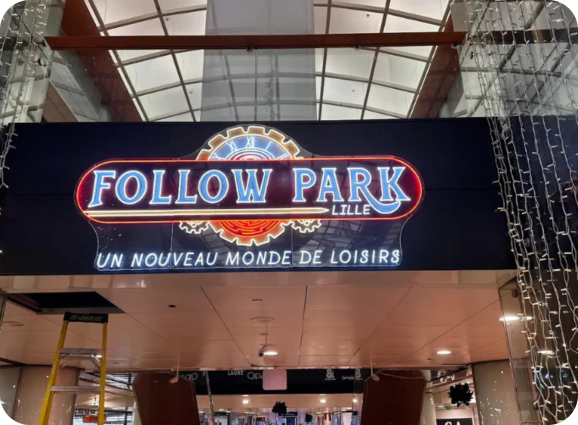 FOLLOW PARK
LILLE
UN NOUVEAU MONDE DE LOISIRS